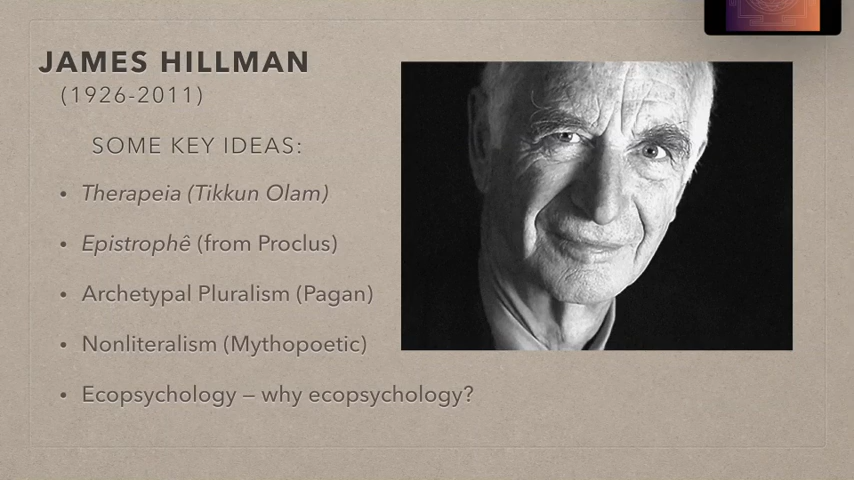 JAMES HILLMAN
(1926-2011)
SOME KEY IDEAS:
• Therapeia (Tikkun Olam)
• Epistrophê (from Proclus)
• Archetypal Pluralism (Pagan)
• Nonliteralism (Mythopoetic)
• Ecopsychology – why ecopsychology?